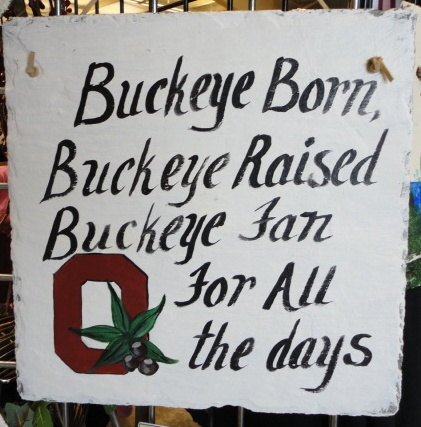 Buckeye Born,
Buckeye Raised
Buckeye Fan
For All
the days